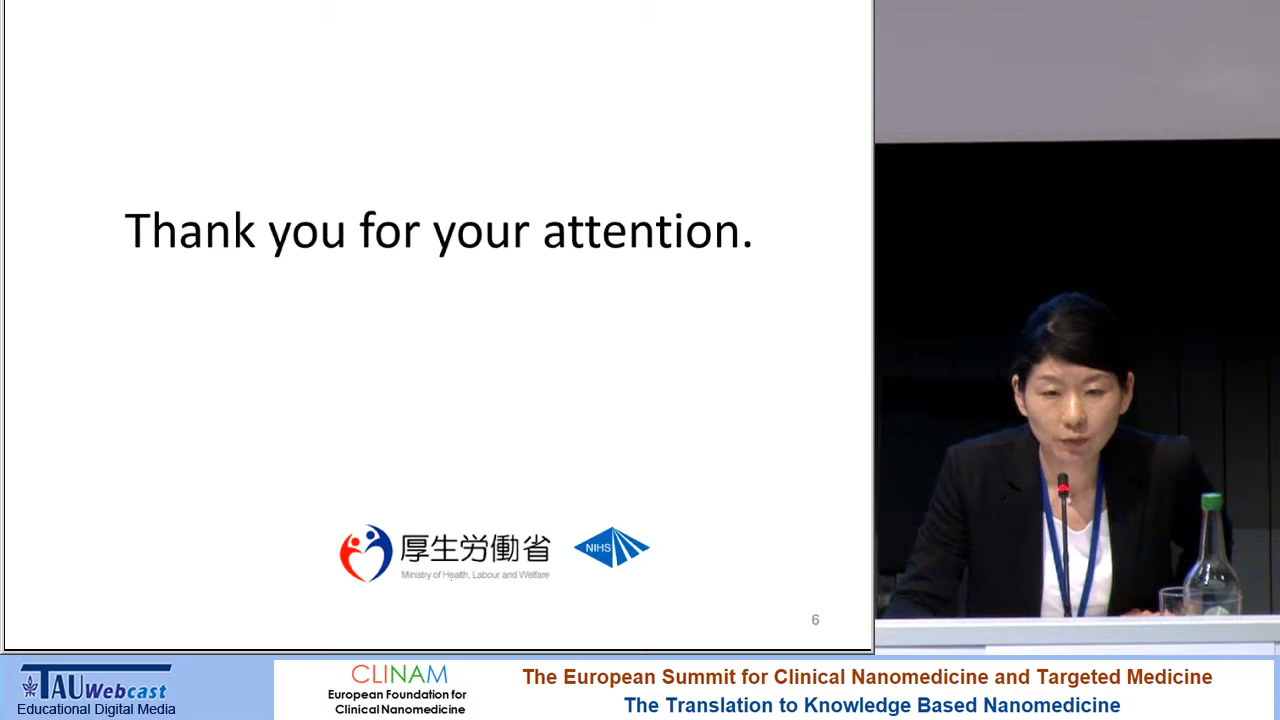 Thank you for your attention.
厚生労働省
Ministry of Health, Labour and Welfare
NIHS
6
TAU Webcast
Educational Digital Media
CLINAM
European Foundation for
Clinical Nanomedicine
The European Summit for Clinical Nanomedicine and Targeted Medicine
The Translation to Knowledge Based Nanomedicine